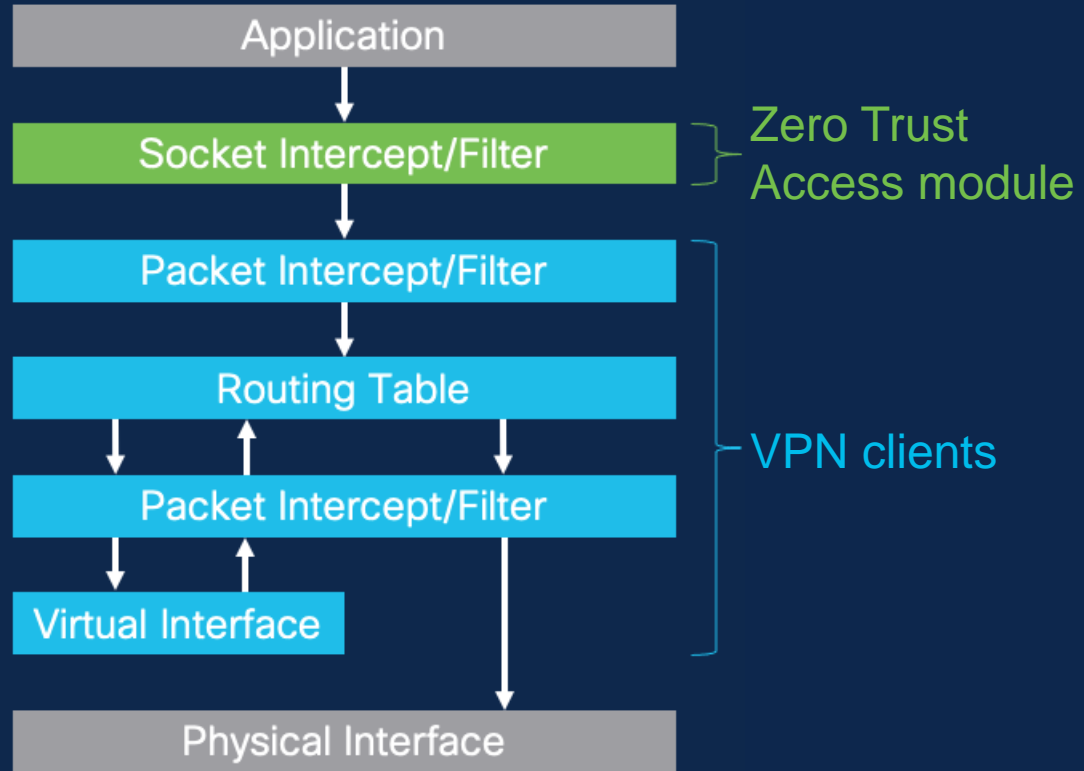 Application
Socket Intercept/Filter
Zero Trust
Access module
Packet Intercept/Filter
Routing Table
VPN clients
Packet Intercept/Filter
Virtual Interface
Physical Interface